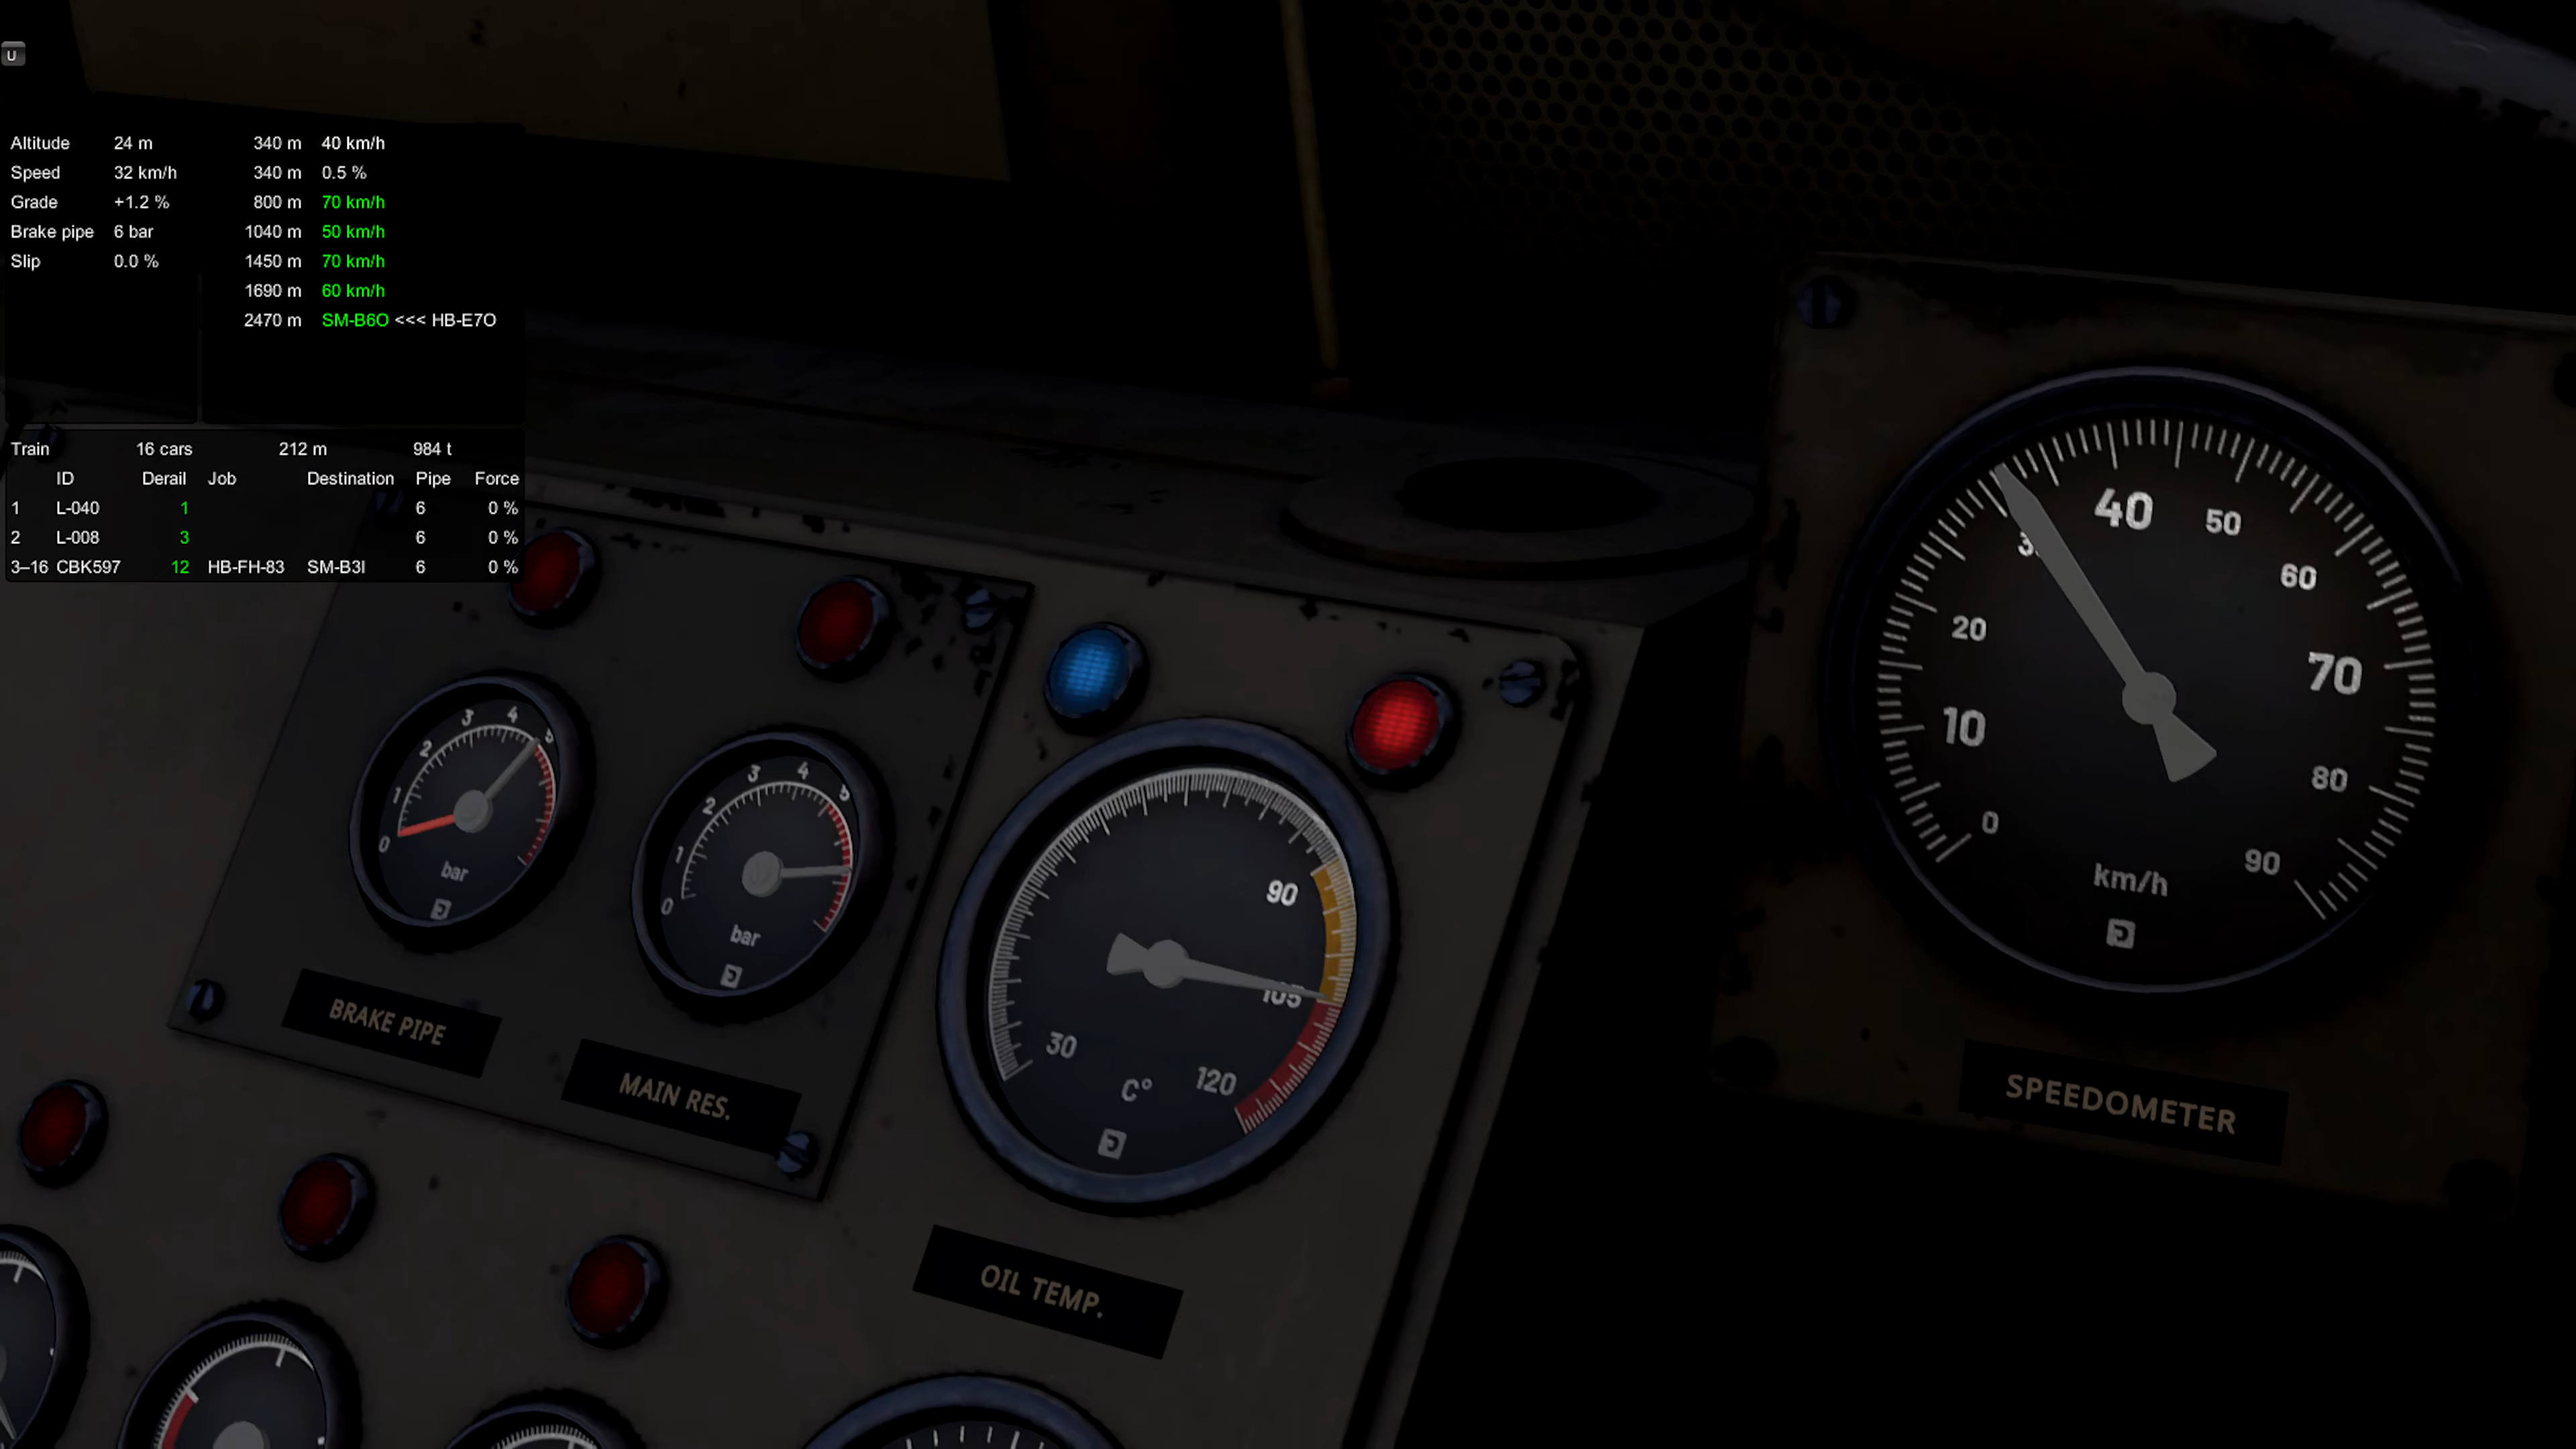 U
Altitude 24 m 340 m 40 km/h
Speed 32 km/h 340 m 0.5 %
Grade +1.2 % 800 m 70 km/h
Brake pipe 6 bar 1040 m 50 km/h
Slip 0.0 % 1450 m 70 km/h
1690 m 60 km/h
2470 m SM-B6O <<< HB-E7O
Train 16 cars 212 m 984 t
ID Derail Job Destination Pipe Force
1 L-040 1 6 0 %
2 L-008 3 6 0 %
3–16 CBK597 12 HB-FH-83 SM-B3I 6 0 %
0 1 2 3 4 5
bar
BRAKE PIPE
0 1 2 3 4 5
bar
MAIN RES.
30 90 105 120
C°
OIL TEMP.
0 10 20 40 50 60 70 80 90
km/h
SPEEDOMETER